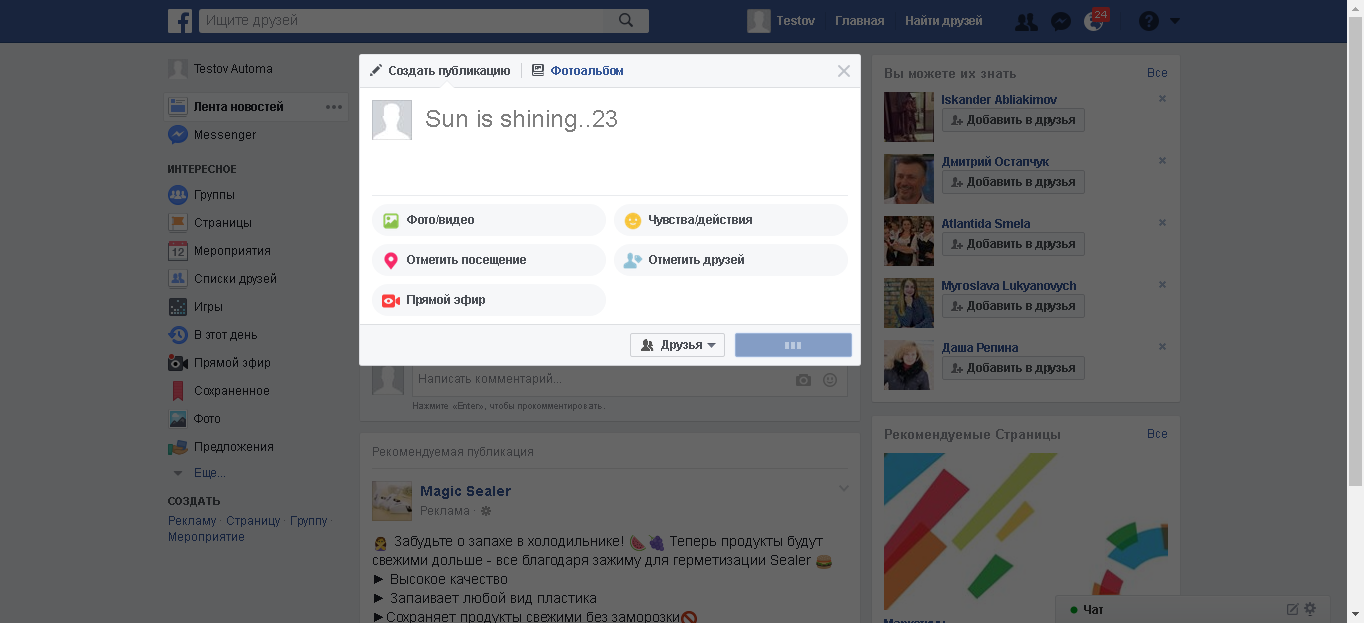 Ищите друзей
Testov
Главная
Найти друзей
24
Testov Automa
Лента новостей
Messenger
ИНТЕРЕСНОЕ
Группы
Страницы
12
Мероприятия
Списки друзей
Игры
В этот день
Прямой эфир
Сохраненное
Фото
Предложения
Еще...
СОЗДАТЬ
Рекламу · Страницу · Группу ·
Мероприятие
Создать публикацию
Фотоальбом
Sun is shining..23
Фото/видео
Чувства/действия
Отметить посещение
Отметить друзей
Прямой эфир
Друзья
Написать комментарий...
Нажмите «Enter», чтобы прокомментировать.
Рекомендуемая публикация
Magic Sealer
Реклама ·
Забудьте о запахе в холодильнике! 🍉🍇 Теперь продукты будут
свежими дольше - все благодаря зажиму для герметизации Sealer 🍔
► Высокое качество
► Запаивает любой вид пластика
►Сохраняет продукты свежими без заморозки🚫
Вы можете их знать
Все
Iskander Abliakimov
Добавить в друзья
Дмитрий Остапчук
Добавить в друзья
Atlantida Smela
Добавить в друзья
Myroslava Lukyanovych
Добавить в друзья
Даша Репина
Добавить в друзья
Рекомендуемые Страницы
Все
Чат